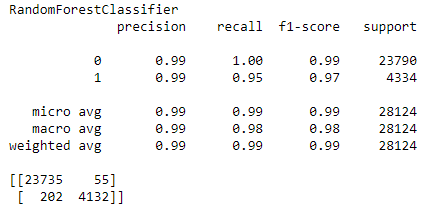 RandomForestClassifier
precision recall f1-score support
0 0.99 1.00 0.99 23790
1 0.99 0.95 0.97 4334
micro avg 0.99 0.99 0.99 28124
macro avg 0.99 0.98 0.98 28124
weighted avg 0.99 0.99 0.99 28124
[[23735 55]
[ 202 4132]]